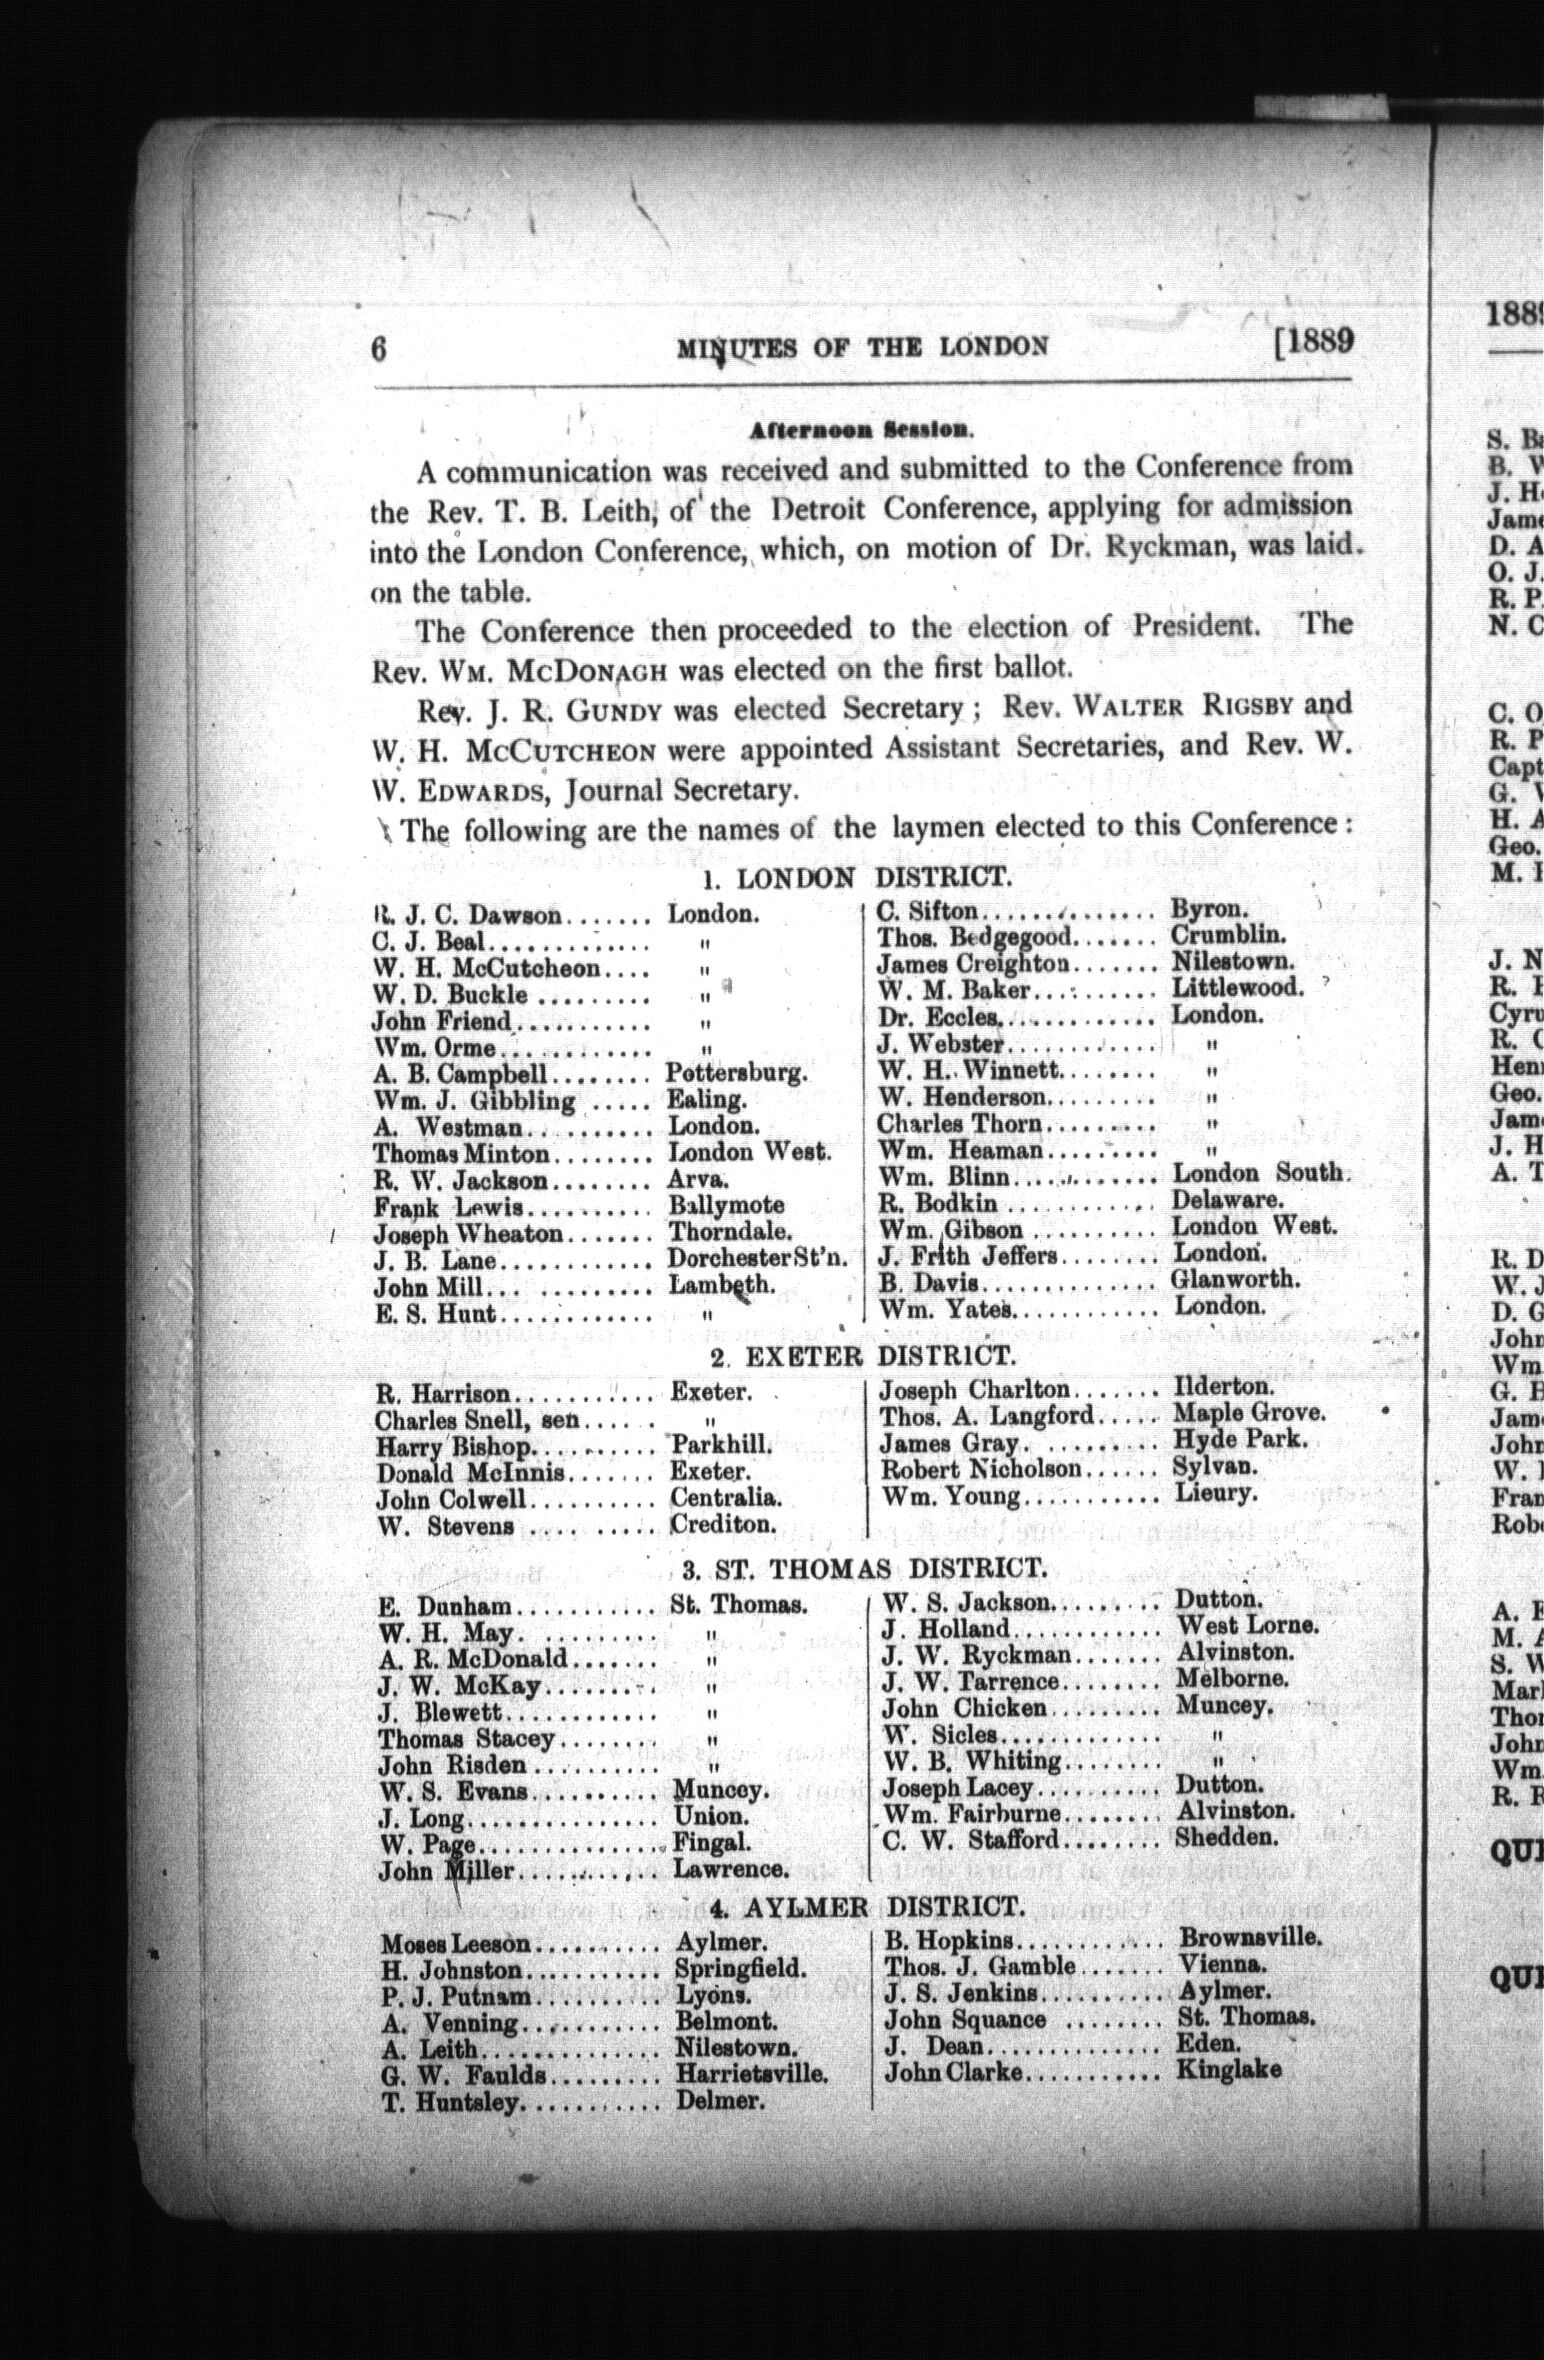 6 MINUTES OF THE LONDON [1889
Afternoon Session.
A communication was received and submitted to the Conference from
the Rev. T. B. Leith, of the Detroit Conference, applying for admission
into the London Conference, which, on motion of Dr. Ryckman, was laid
on the table.
The Conference then proceeded to the election of President. The
Rev. WM. MCDONAGH was elected on the first ballot.
Rev. J. R. GUNDY was elected Secretary; Rev. WALTER RIGSBY and
W. H. MCCUTCHEON were appointed Assistant Secretaries, and Rev. W.
W. EDWARDS, Journal Secretary.
The following are the names of the laymen elected to this Conference:
1. LONDON DISTRICT.
R. J. C. Dawson....... London.
C. J. Beal............. "
W. H. McCutcheon.... "
W. D. Buckle ......... "
John Friend........... "
Wm. Orme............ "
A. B. Campbell........ Pottersburg.
Wm. J. Gibbling ..... Ealing.
A. Westman.......... London.
Thomas Minton........ London West.
R. W. Jackson........ Arva.
Frank Lewis.......... Ballymote
Joseph Wheaton....... Thorndale.
J. B. Lane............ Dorchester St'n.
John Mill... ......... Lambeth.
E. S. Hunt............ "
C. Sifton.............. Byron.
Thos. Bedgegood....... Crumblin.
James Creighton....... Nilestown.
W. M. Baker.......... Littlewood.
Dr. Eccles............. London.
J. Webster............ "
W. H. Winnett........ "
W. Henderson......... "
Charles Thorn......... "
Wm. Heaman......... "
Wm. Blinn............ London South.
R. Bodkin ............ Delaware.
Wm. Gibson .......... London West.
J. Frith Jeffers........ London.
B. Davis.............. Glanworth.
Wm. Yates............ London.
2. EXETER DISTRICT.
R. Harrison........... Exeter.
Charles Snell, sen...... "
Harry Bishop.......... Parkhill.
Donald McInnis....... Exeter.
John Colwell.......... Centralia.
W. Stevens .......... Crediton.
Joseph Charlton....... Ilderton.
Thos. A. Langford..... Maple Grove.
James Gray. ......... Hyde Park.
Robert Nicholson...... Sylvan.
Wm. Young........... Lieury.
3. ST. THOMAS DISTRICT.
E. Dunham........... St. Thomas.
W. H. May. ......... "
A. R. McDonald....... "
J. W. McKay......... "
J. Blewett............ "
Thomas Stacey........ "
John Risden .......... "
W. S. Evans.......... Muncey.
J. Long............... Union.
W. Page.............. Fingal.
John Miller........... Lawrence.
W. S. Jackson......... Dutton.
J. Holland............ West Lorne.
J. W. Ryckman....... Alvinston.
J. W. Tarrence........ Melborne.
John Chicken......... Muncey.
W. Sicles............. "
W. B. Whiting........ "
Joseph Lacey.......... Dutton.
Wm. Fairburne........ Alvinston.
C. W. Stafford........ Shedden.
4. AYLMER DISTRICT.
Moses Leeson.......... Aylmer.
H. Johnston........... Springfield.
P. J. Putnam.......... Lyons.
A. Venning........... Belmont.
A. Leith.............. Nilestown.
G. W. Faulds......... Harrietsville.
T. Huntsley........... Delmer.
B. Hopkins............ Brownsville.
Thos. J. Gamble....... Vienna.
J. S. Jenkins.......... Aylmer.
John Squance ........ St. Thomas.
J. Dean.............. Eden.
John Clarke........... Kinglake